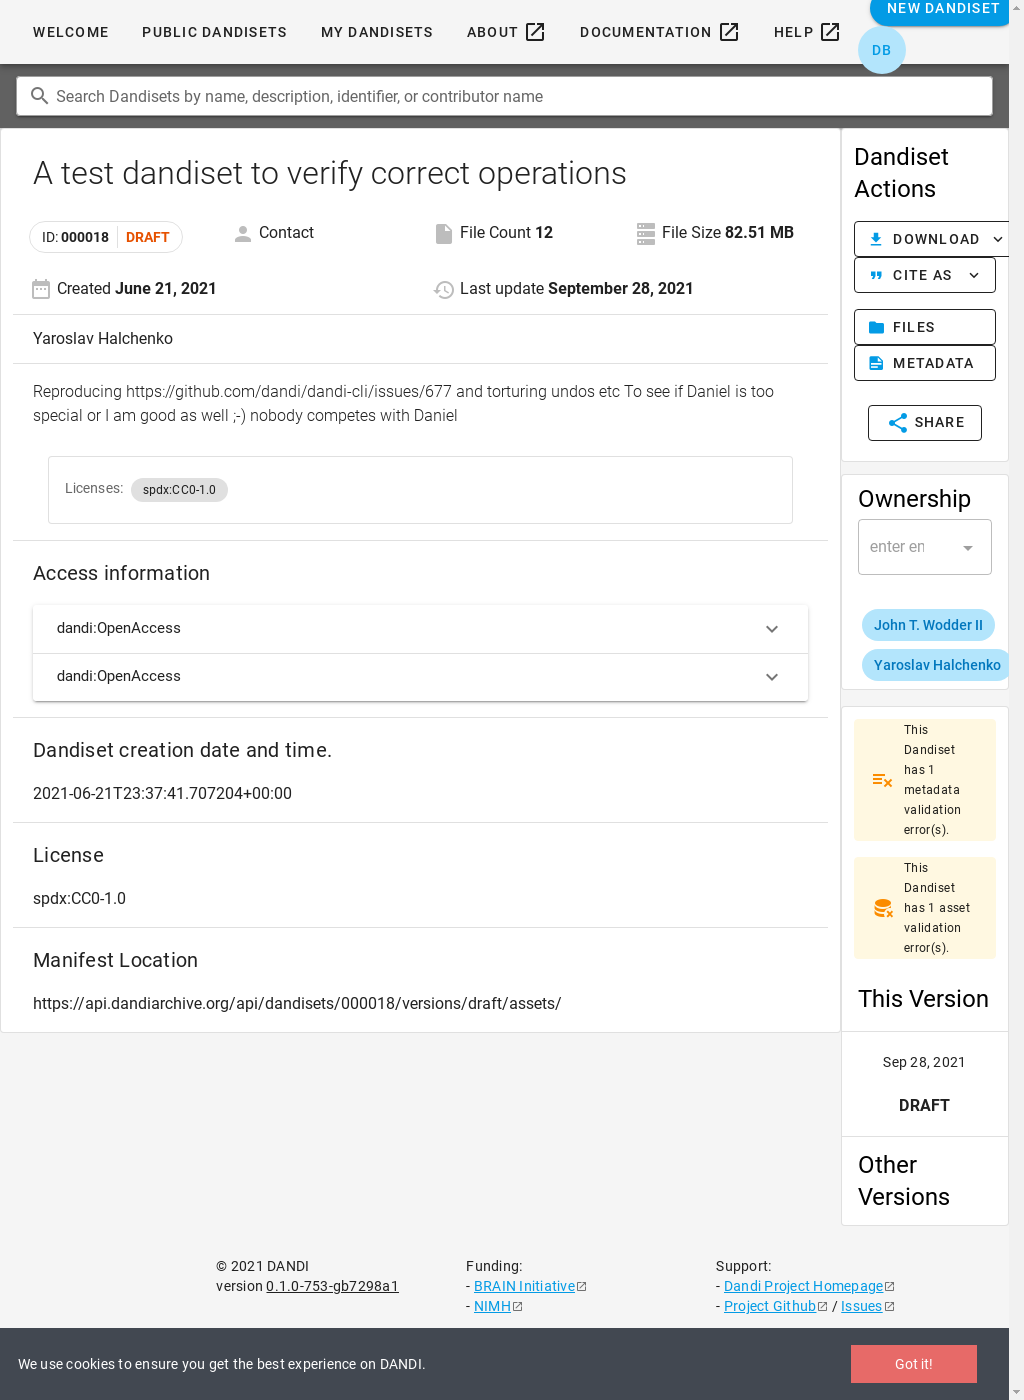 WELCOME PUBLIC DANDISETS MY DANDISETS ABOUT DOCUMENTATION HELP NEW DANDISET
DB
Search Dandisets by name, description, identifier, or contributor name
A test dandiset to verify correct operations
ID: 000018 DRAFT Contact File Count 12 File Size 82.51 MB
Created June 21, 2021 Last update September 28, 2021
Yaroslav Halchenko
Reproducing https://github.com/dandi/dandi-cli/issues/677 and torturing undos etc To see if Daniel is too
special or I am good as well ;-) nobody competes with Daniel
Licenses: spdx:CC0-1.0
Access information
dandi:OpenAccess
dandi:OpenAccess
Dandiset creation date and time.
2021-06-21T23:37:41.707204+00:00
License
spdx:CC0-1.0
Manifest Location
https://api.dandiarchive.org/api/dandisets/000018/versions/draft/assets/
Dandiset
Actions
DOWNLOAD
CITE AS
FILES
METADATA
SHARE
Ownership
enter en
John T. Wodder II
Yaroslav Halchenko
This
Dandiset
has 1
metadata
validation
error(s).
This
Dandiset
has 1 asset
validation
error(s).
This Version
Sep 28, 2021
DRAFT
Other
Versions
© 2021 DANDI
version 0.1.0-753-gb7298a1
Funding:
- BRAIN Initiative
- NIMH
Support:
- Dandi Project Homepage
- Project Github / Issues
We use cookies to ensure you get the best experience on DANDI. Got it!